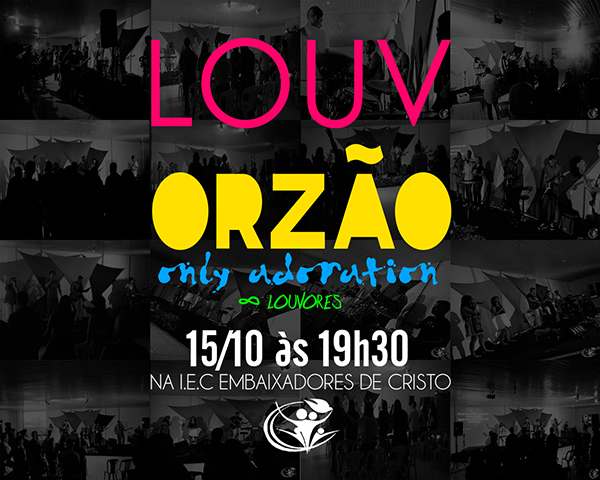 LOUV
ORZÃO
only adoration
∞ LOUVORES
15/10 às 19h30
NA I.E.C EMBAIXADORES DE CRISTO